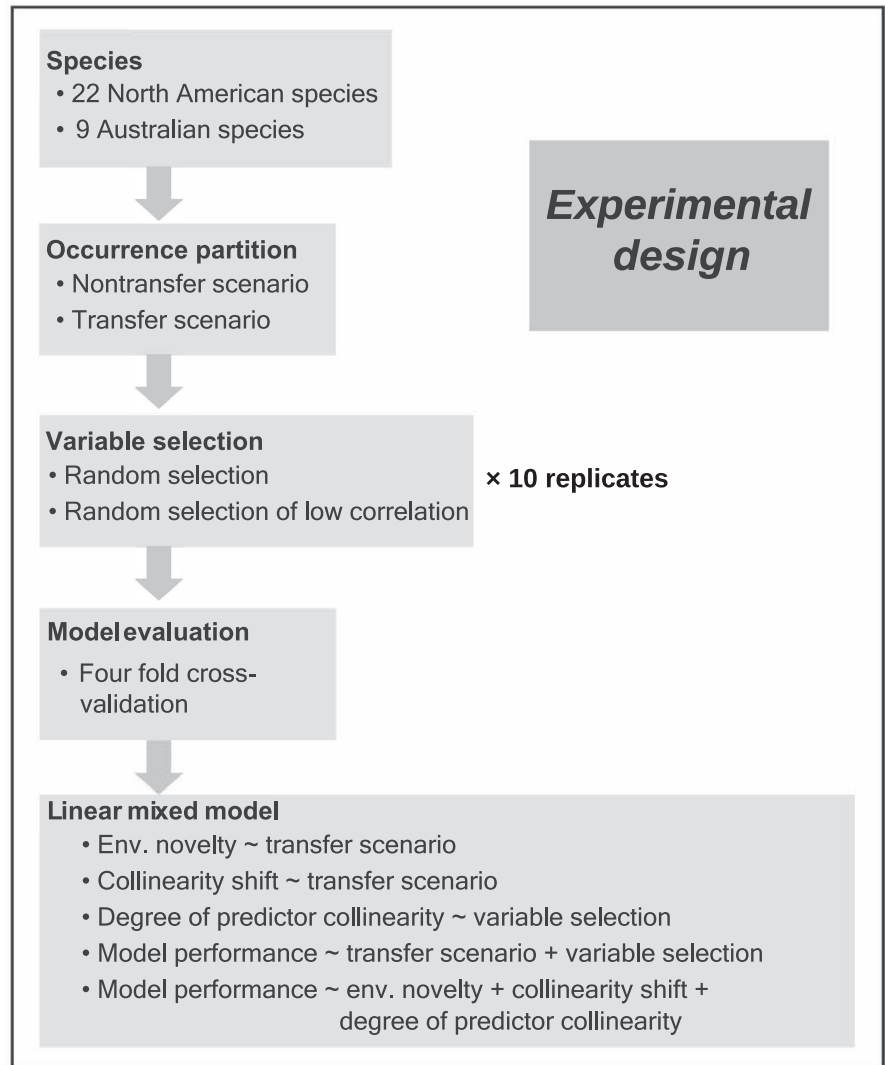 Species
• 22 North American species
• 9 Australian species
Experimental
design
Occurrence partition
• Nontransfer scenario
• Transfer scenario
Variable selection
• Random selection
• Random selection of low correlation
× 10 replicates
Model evaluation
• Four fold cross-
validation
Linear mixed model
• Env. novelty ~ transfer scenario
• Collinearity shift ~ transfer scenario
• Degree of predictor collinearity ~ variable selection
• Model performance ~ transfer scenario + variable selection
• Model performance ~ env. novelty + collinearity shift +
degree of predictor collinearity